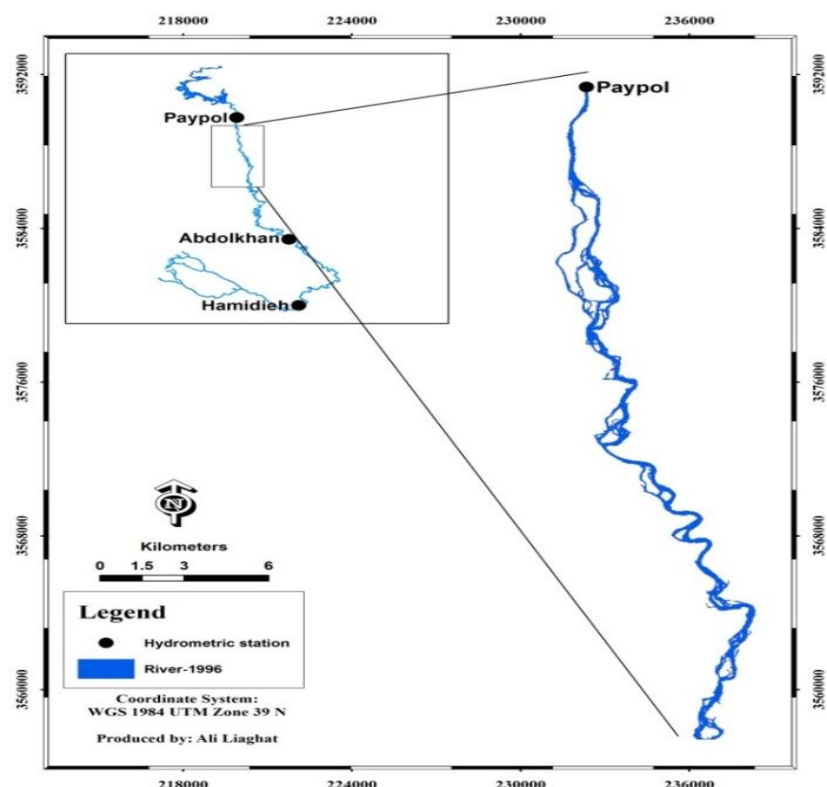 218000 224000 230000 236000
3592000 3592000
Paypol
Paypol
3584000 3584000
Abdolkhan
Hamidieh
3576000 3576000
N
3568000 3568000
Kilometers
0 1.5 3 6
Legend
Hydrometric station
River-1996
3560000 3560000
Coordinate System:
WGS 1984 UTM Zone 39 N
Produced by: Ali Liaghat
218000 224000 230000 236000